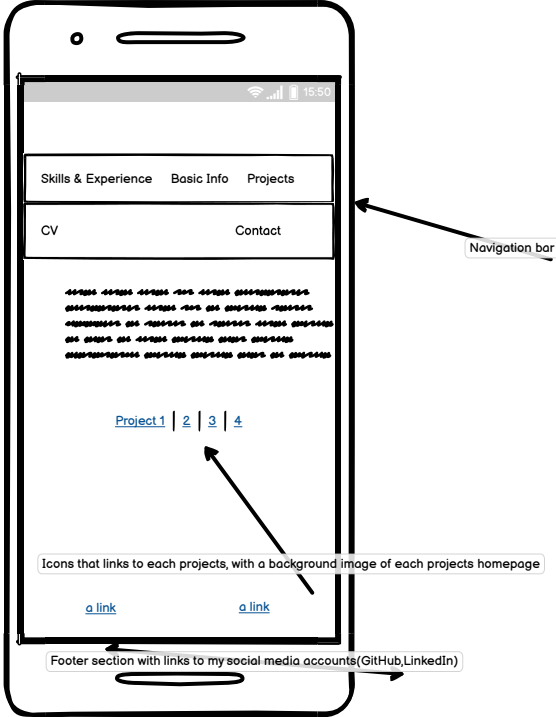 15:50
Skills & Experience Basic Info Projects
CV Contact
Navigation bar
Project 1 | 2 | 3 | 4
Icons that links to each projects, with a background image of each projects homepage
a link a link
Footer section with links to my social media accounts(GitHub,LinkedIn)